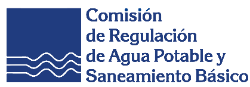 Comisión
de Regulación
de Agua Potable y
Saneamiento Básico